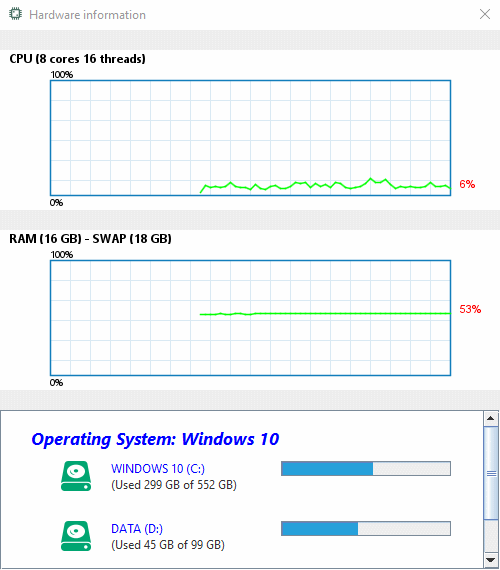 Hardware information
CPU (8 cores 16 threads)
100%
6%
0%
RAM (16 GB) - SWAP (18 GB)
100%
53%
0%
Operating System: Windows 10
WINDOWS 10 (C:)
(Used 299 GB of 552 GB)
DATA (D:)
(Used 45 GB of 99 GB)